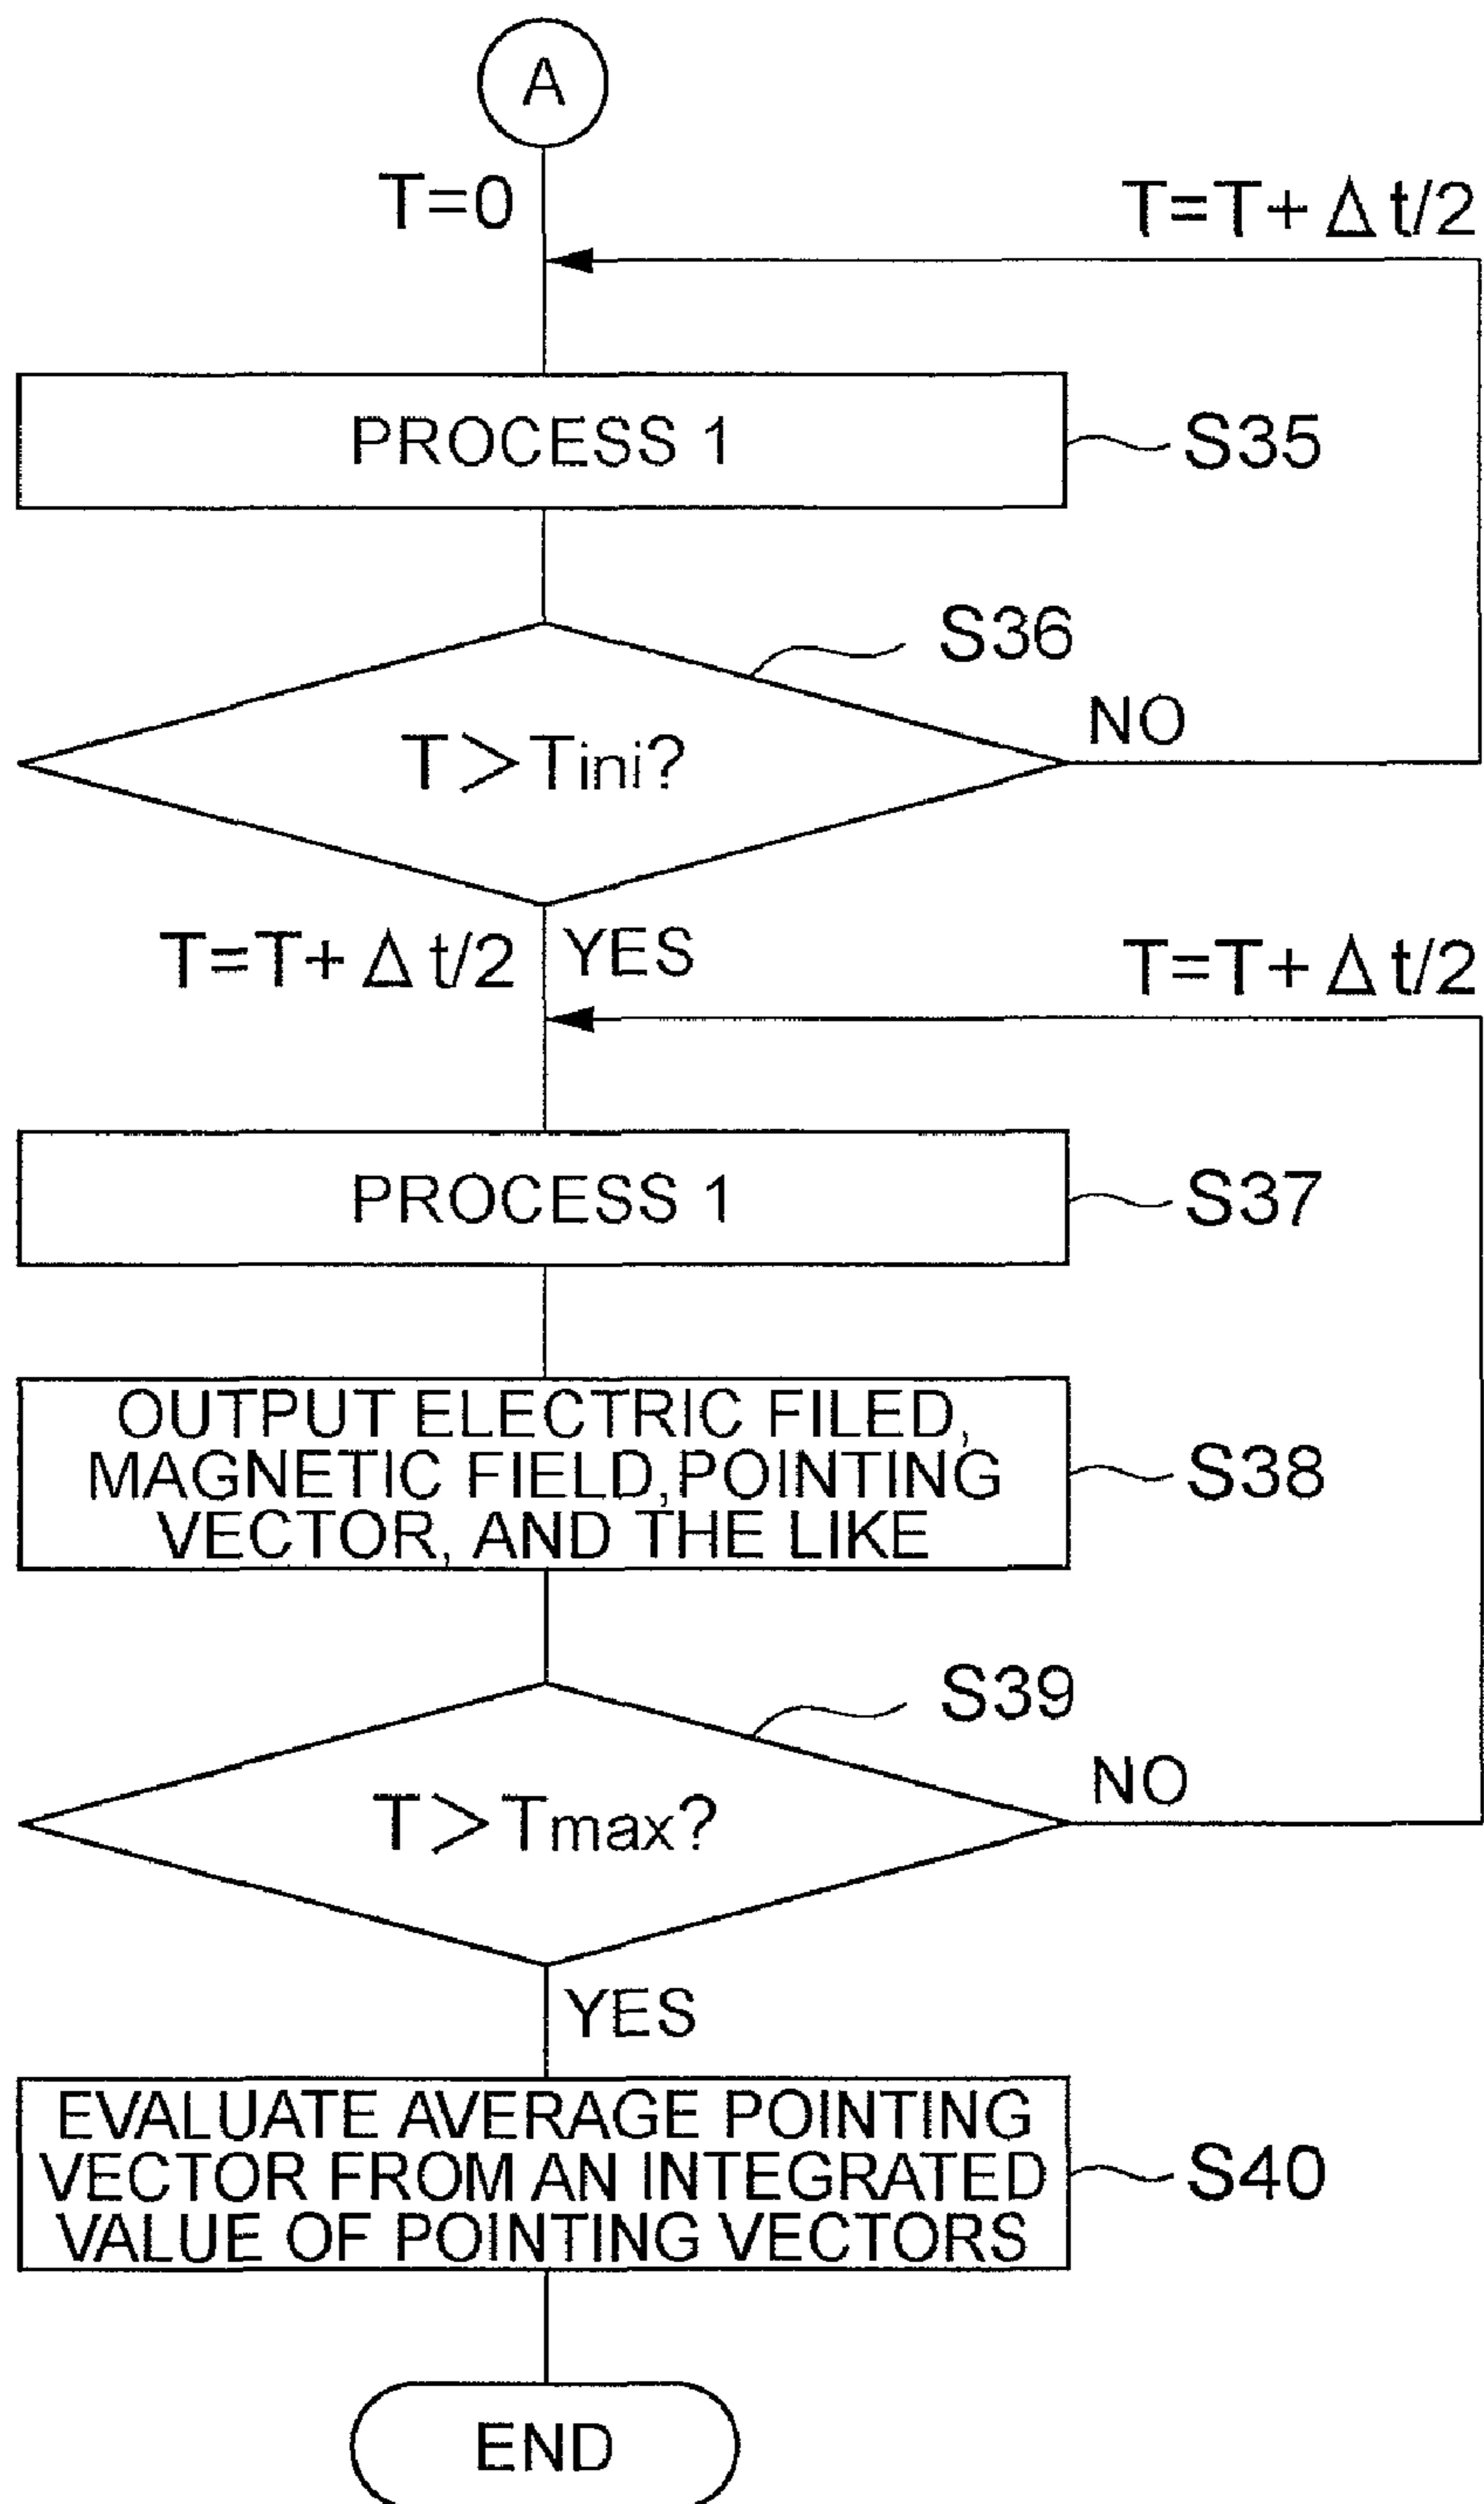 A
T=0
T=T+Δt/2
PROCESS 1
S35
S36
T>Tini?
NO
T=T+Δt/2
YES
T=T+Δt/2
PROCESS 1
S37
OUTPUT ELECTRIC FILED,
MAGNETIC FIELD,POINTING
VECTOR, AND THE LIKE
S38
S39
T>Tmax?
NO
YES
EVALUATE AVERAGE POINTING
VECTOR FROM AN INTEGRATED
VALUE OF POINTING VECTORS
S40
END